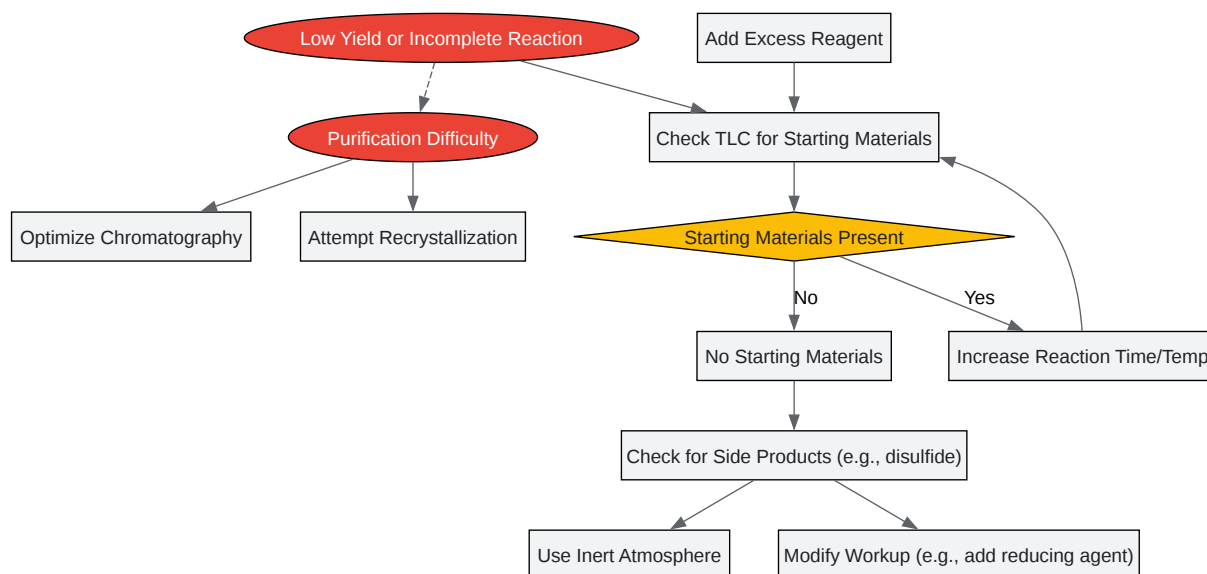 Low Yield or Incomplete Reaction
Add Excess Reagent
Purification Difficulty
Check TLC for Starting Materials
Optimize Chromatography
Attempt Recrystallization
Starting Materials Present
No
Yes
No Starting Materials
Increase Reaction Time/Temp
Check for Side Products (e.g., disulfide)
Use Inert Atmosphere
Modify Workup (e.g., add reducing agent)